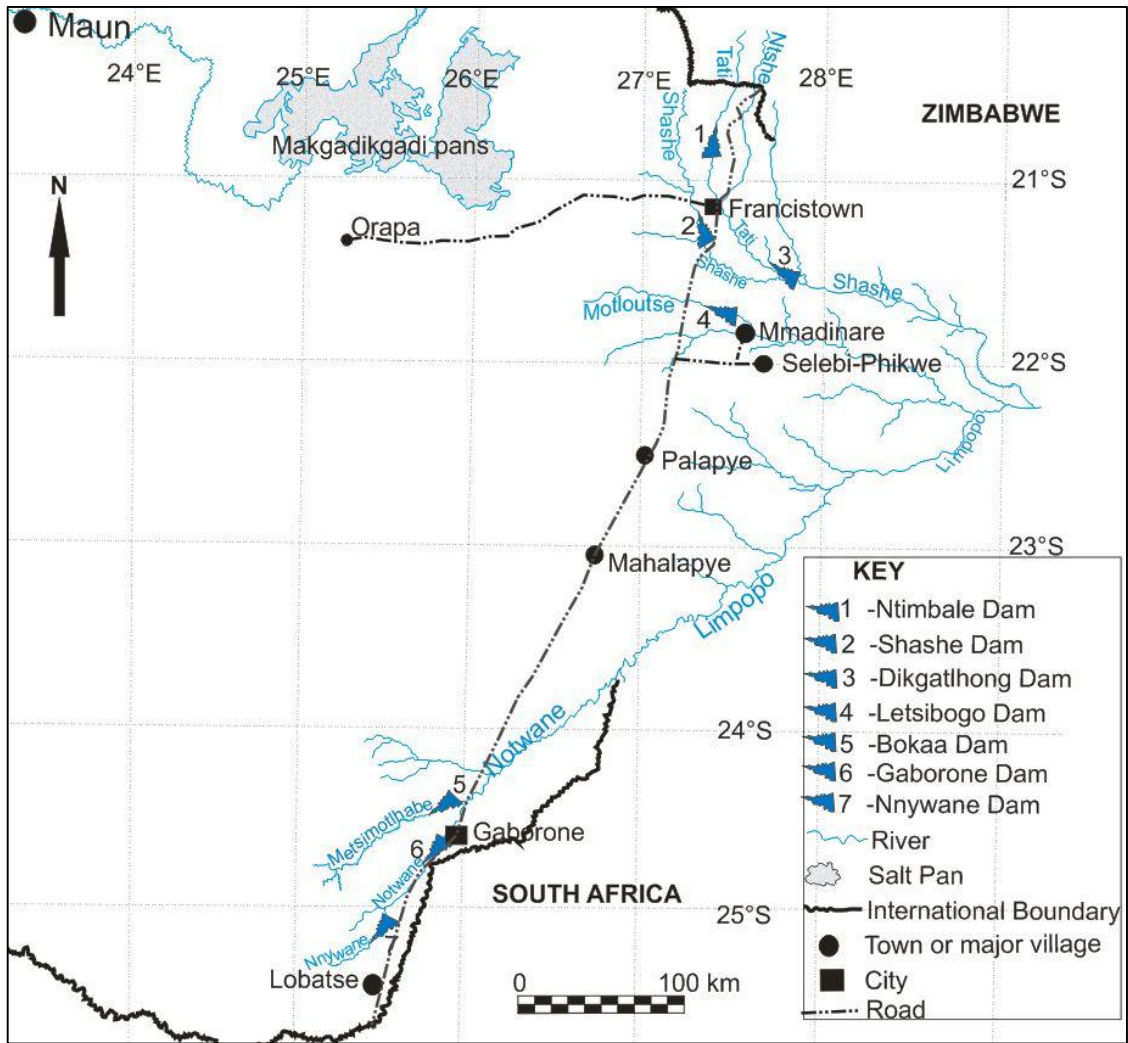 Maun
24°E
25°E
26°E
27°E
28°E
Tati
Ntshe
Shashe
ZIMBABWE
1
Makgadikgadi pans
N
21°S
Francistown
Orapa
2
Tati
3
Shashe
Shashe
Motloutse
4
Mmadinare
22°S
Selebi-Phikwe
Limpopo
Palapye
23°S
Mahalapye
Limpopo
24°S
Notwane
5
Metsimotlhabe
Gaborone
6
Notwane
SOUTH AFRICA
25°S
7
Nnywane
Lobatse
0 100 km
KEY
1 -Ntimbale Dam
2 -Shashe Dam
3 -Dikgatlhong Dam
4 -Letsibogo Dam
5 -Bokaa Dam
6 -Gaborone Dam
7 -Nnywane Dam
River
Salt Pan
International Boundary
Town or major village
City
Road